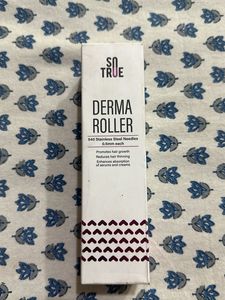 SO
TRUE
DERMA
ROLLER
540 Stainless Steel Needles
0.5mm each
Promotes hair growth
Reduces hair thinning
Enhances absorption
of serums and creams